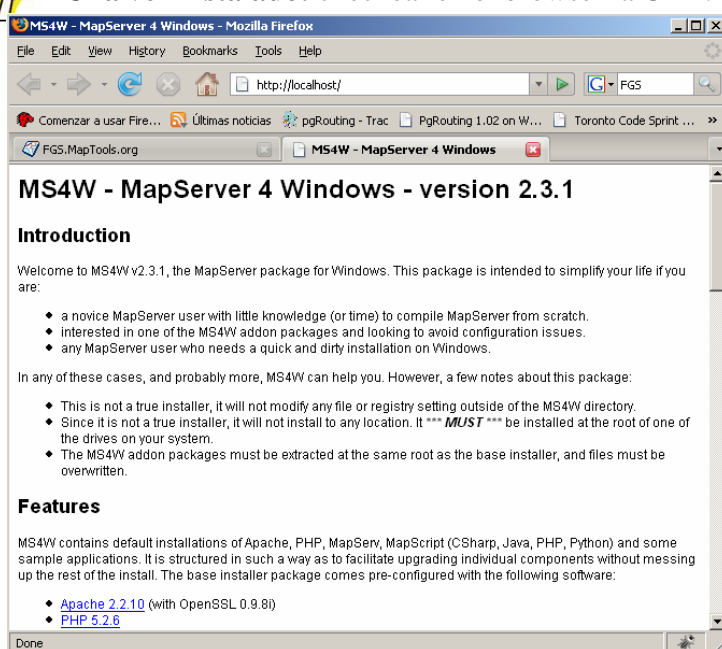 MS4W - MapServer 4 Windows - Mozilla Firefox
File Edit View History Bookmarks Tools Help
http://localhost/ G FGS
Comenzar a usar Fire... Últimas noticias pgRouting - Trac PgRouting 1.02 on W... Toronto Code Sprint ... »
FGS.MapTools.org MS4W - MapServer 4 Windows
MS4W - MapServer 4 Windows - version 2.3.1
Introduction
Welcome to MS4W v2.3.1, the MapServer package for Windows. This package is intended to simplify your life if you
are:
a novice MapServer user with little knowledge (or time) to compile MapServer from scratch.
interested in one of the MS4W addon packages and looking to avoid configuration issues.
any MapServer user who needs a quick and dirty installation on Windows.
In any of these cases, and probably more, MS4W can help you. However, a few notes about this package:
This is not a true installer, it will not modify any file or registry setting outside of the MS4W directory.
Since it is not a true installer, it will not install to any location. It *** MUST *** be installed at the root of one of
the drives on your system.
The MS4W addon packages must be extracted at the same root as the base installer, and files must be
overwritten.
Features
MS4W contains default installations of Apache, PHP, MapServ, MapScript (CSharp, Java, PHP, Python) and some
sample applications. It is structured in such a way as to facilitate upgrading individual components without messing
up the rest of the install. The base installer package comes pre-configured with the following software:
Apache 2.2.10 (with OpenSSL 0.9.8i)
PHP 5.2.6
Done